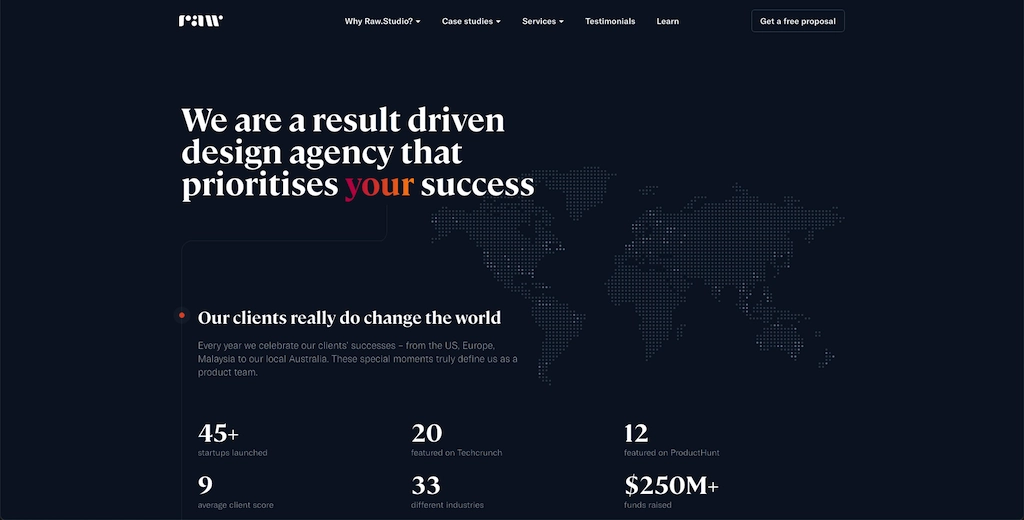 raw
Why Raw.Studio?
Case studies
Services
Testimonials
Learn
Get a free proposal
We are a result driven
design agency that
prioritises your success
Our clients really do change the world
Every year we celebrate our clients' successes – from the US, Europe,
Malaysia to our local Australia. These special moments truly define us as a
product team.
45+
startups launched
20
featured on Techcrunch
12
featured on ProductHunt
9
average client score
33
different industries
$250M+
funds raised